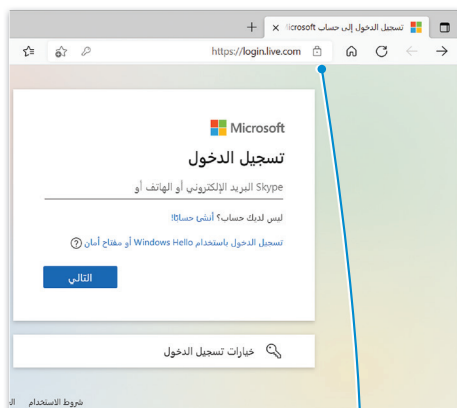 تسجيل الدخول إلى حساب Microsoft
https://login.live.com
Microsoft
تسجيل الدخول
البريد الإلكتروني أو الهاتف أو Skype
ليس لديك حساب؟ أنشئ حسابًا!
تسجيل الدخول باستخدام Windows Hello أو مفتاح أمان
التالي
خيارات تسجيل الدخول
شروط الاستخدام